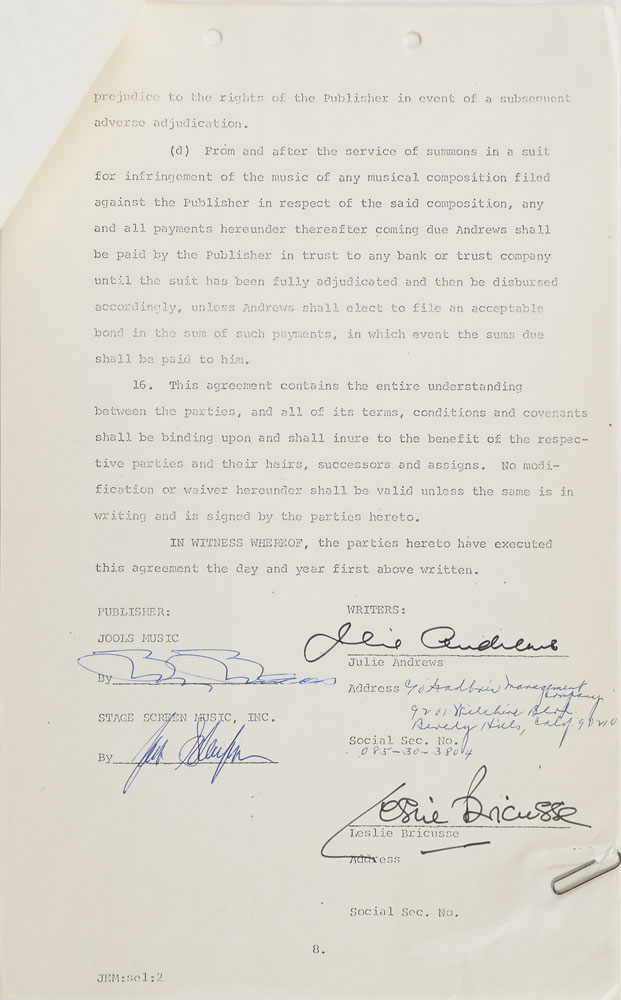 prejudice to the rights of the Publisher in event of a subsequent
adverse adjudication.
(d) From and after the service of summons in a suit
for infringement of the music of any musical composition filed
against the Publisher in respect of the said composition, any
and all payments hereunder thereafter coming due Andrews shall
be paid by the Publisher in trust to any bank or trust company
until the suit has been fully adjudicated and then be disbursed
accordingly, unless Andrews shall elect to file an acceptable
bond in the sum of such payments, in which event the sums due
shall be paid to him.
16. This agreement contains the entire understanding
between the parties, and all of its terms, conditions and covenants
shall be binding upon and shall inure to the benefit of the respec-
tive parties and their heirs, successors and assigns. No modi-
fication or waiver hereunder shall be valid unless the same is in
writing and is signed by the parties hereto.
IN WITNESS WHEREOF, the parties hereto have executed
this agreement the day and year first above written.
PUBLISHER:
JOOLS MUSIC
By
STAGE SCREEN MUSIC, INC.
By
WRITERS:
Julie Andrews
Julie Andrews
Address c/o Management
Company
9201 Wilshire Blvd.
Beverly Hills, Calif 90210
Social Sec. No.
085-30-3804
Leslie Bricusse
Leslie Bricusse
Address
Social Sec. No.
8.
JEM:sel:2